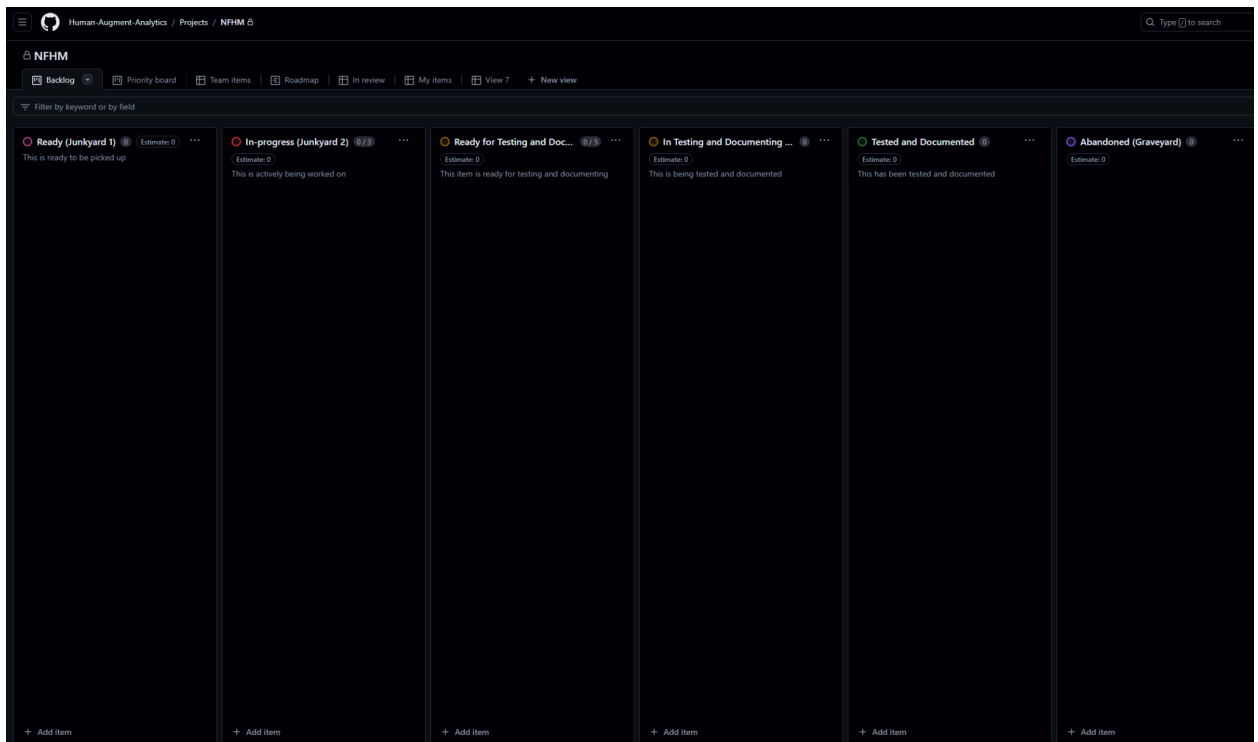 Human-Augment-Analytics / Projects / NFHM
Type / to search
NFHM
Backlog
Priority board
Team items
Roadmap
In review
My items
View 7
+ New view
Filter by keyword or by field
Ready (Junkyard 1) 0 Estimate: 0 ...
This is ready to be picked up
+ Add item
In-progress (Junkyard 2) 0 / 3 ...
Estimate: 0
This is actively being worked on
+ Add item
Ready for Testing and Doc... 0 / 5 ...
Estimate: 0
This item is ready for testing and documenting
+ Add item
In Testing and Documenting ... 0 ...
Estimate: 0
This is being tested and documented
+ Add item
Tested and Documented 0 ...
Estimate: 0
This has been tested and documented
+ Add item
Abandoned (Graveyard) 0 ...
Estimate: 0
+ Add item